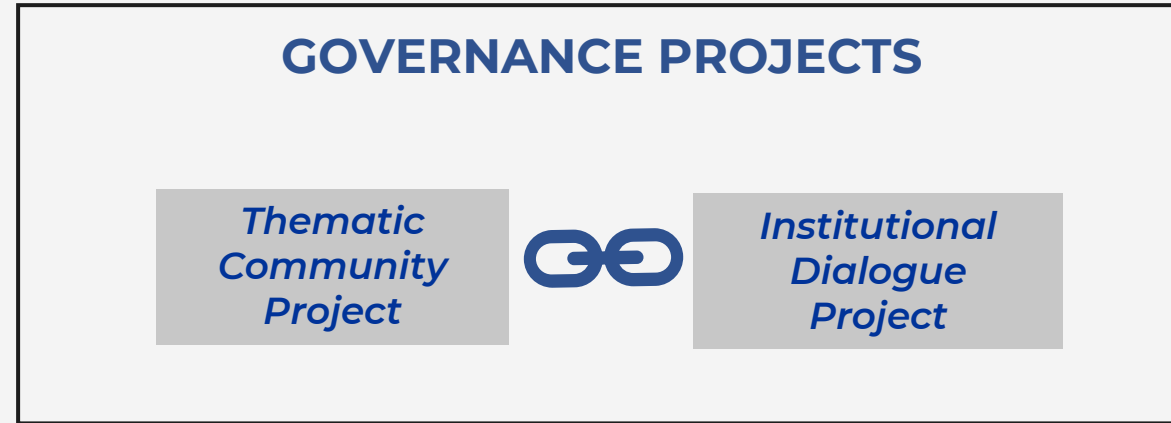 GOVERNANCE PROJECTS
Thematic
Community
Project
Institutional
Dialogue
Project